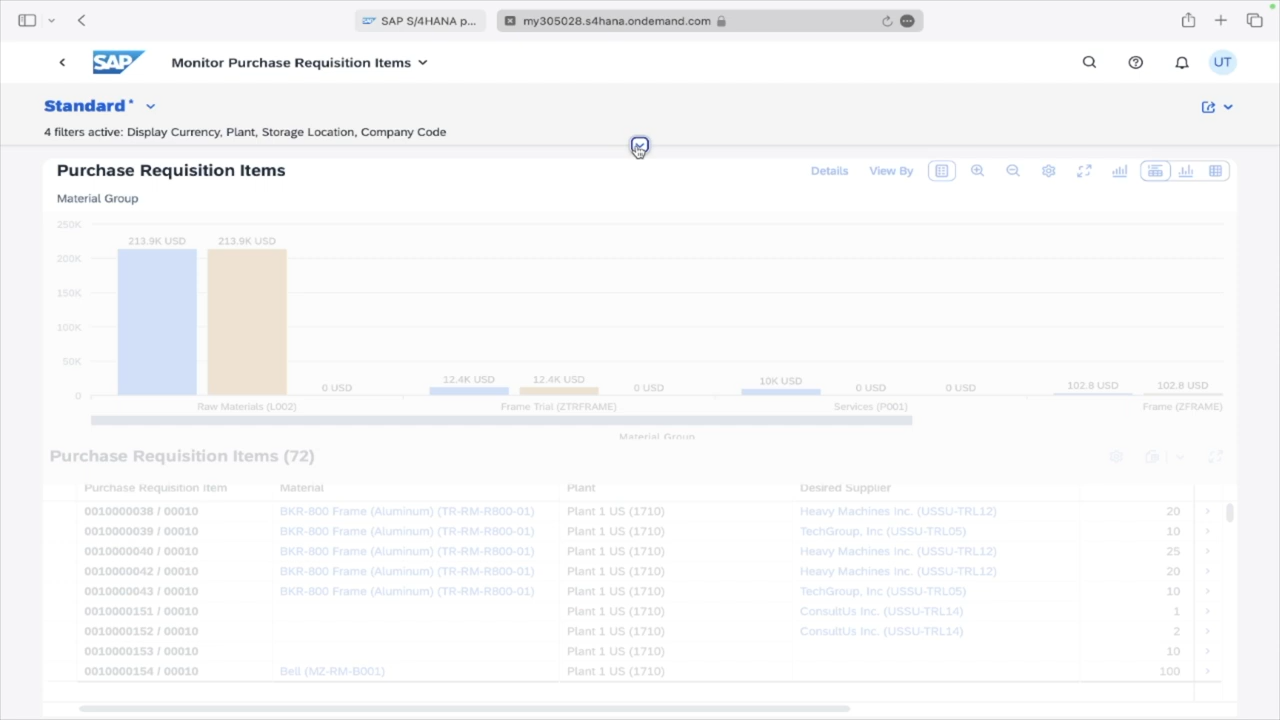 SAP S/4HANA p...
my305028.s4hana.ondemand.com
SAP
Monitor Purchase Requisition Items
UT
Standard *
4 filters active: Display Currency, Plant, Storage Location, Company Code
Purchase Requisition Items
Details View By
Material Group
250K
200K
150K
100K
50K
0
213.9K USD 213.9K USD 0 USD 12.4K USD 12.4K USD 0 USD 10K USD 0 USD 0 USD 102.8 USD 102.8 USD
Raw Materials (L002) Frame Trial (ZTRFRAME) Services (P001) Frame (ZFRAME)
Material Group
Purchase Requisition Items (72)
Purchase Requisition Item Material Plant Desired Supplier
0010000038 / 00010 BKR-800 Frame (Aluminum) (TR-RM-R800-01) Plant 1 US (1710) Heavy Machines Inc. (USSU-TRL12) 20
0010000039 / 00010 BKR-800 Frame (Aluminum) (TR-RM-R800-01) Plant 1 US (1710) TechGroup, Inc (USSU-TRL05) 10
0010000040 / 00010 BKR-800 Frame (Aluminum) (TR-RM-R800-01) Plant 1 US (1710) Heavy Machines Inc. (USSU-TRL12) 25
0010000042 / 00010 BKR-800 Frame (Aluminum) (TR-RM-R800-01) Plant 1 US (1710) Heavy Machines Inc. (USSU-TRL12) 20
0010000043 / 00010 BKR-800 Frame (Aluminum) (TR-RM-R800-01) Plant 1 US (1710) TechGroup, Inc (USSU-TRL05) 10
0010000151 / 00010 Plant 1 US (1710) ConsultUs Inc. (USSU-TRL14) 1
0010000152 / 00010 Plant 1 US (1710) ConsultUs Inc. (USSU-TRL14) 2
0010000153 / 00010 Plant 1 US (1710) 10
0010000154 / 00010 Bell (MZ-RM-B001) Plant 1 US (1710) 100